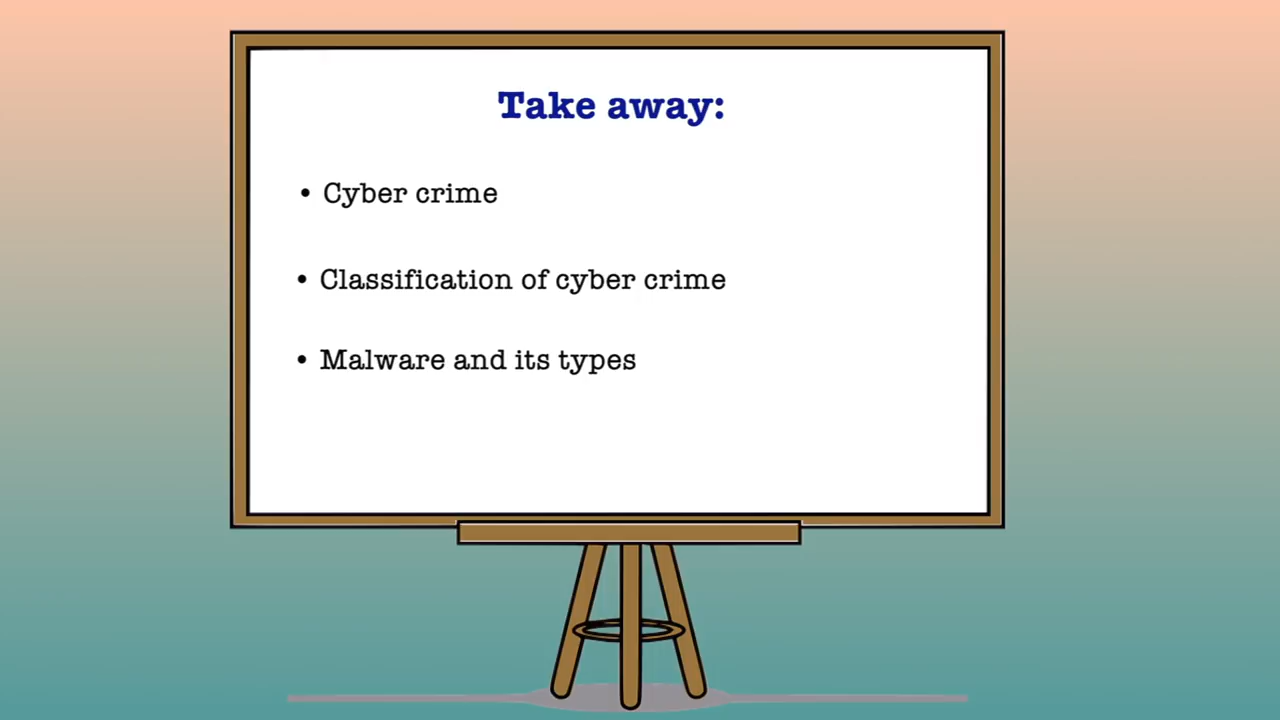 Take away:
• Cyber crime
• Classification of cyber crime
• Malware and its types